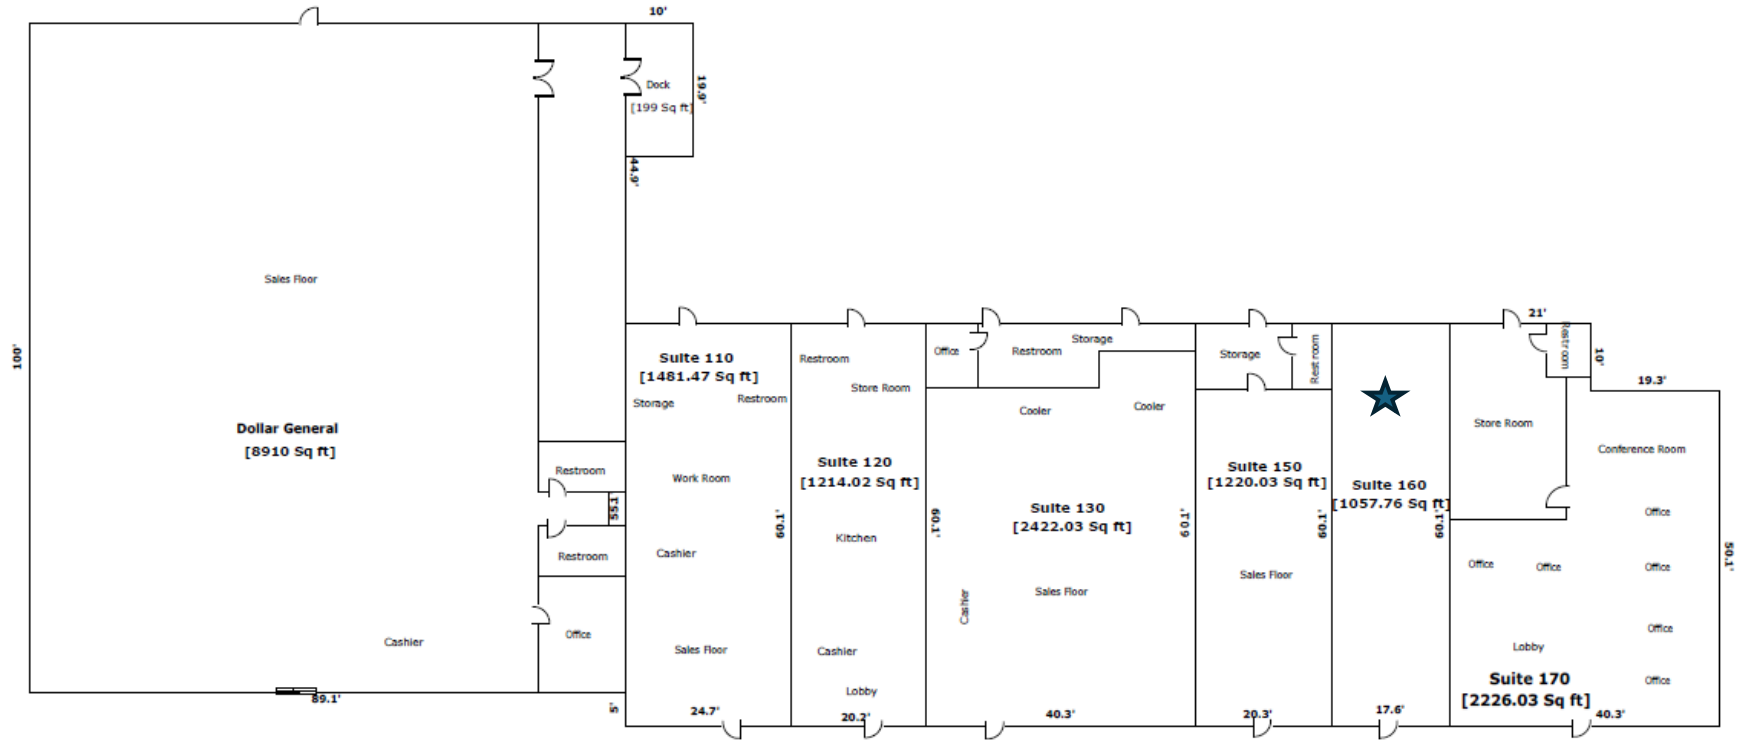 10'
Dock
[199 Sq ft]
19.9'
44.9'
100'
Sales Floor
Dollar General
[8910 Sq ft]
Restroom
55.1
Restroom
Office
Cashier
89.1'
5'
Suite 110
[1481.47 Sq ft]
Storage
Restroom
Work Room
60.1'
Cashier
Sales Floor
24.7'
Restroom
Store Room
Suite 120
[1214.02 Sq ft]
60.1'
Kitchen
Cashier
Lobby
20.2'
Office
Restroom
Storage
Cooler
Cooler
Suite 130
[2422.03 Sq ft]
60.1'
Cashier
Sales Floor
40.3'
Storage
Restroom
Suite 150
[1220.03 Sq ft]
60.1'
Sales Floor
20.3'
Suite 160
[1057.76 Sq ft]
60.1'
17.6'
21'
Restroom
10'
19.3'
Store Room
Conference Room
Office
Office
Office
Office
50.1'
Office
Lobby
Suite 170
[2226.03 Sq ft]
Office
40.3'